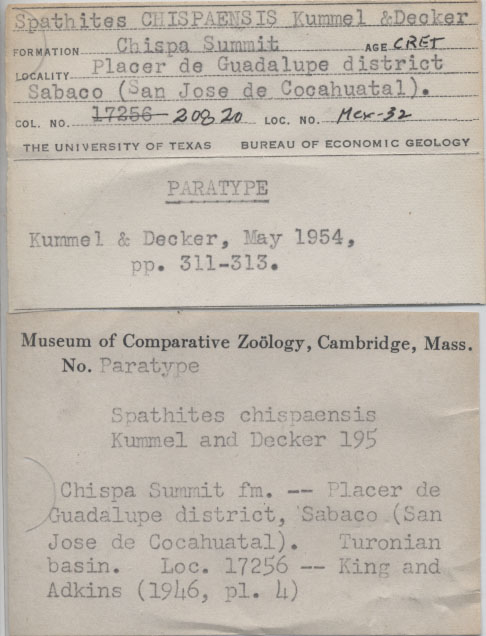 Spathites CHISPAENSIS Kummel & Decker
FORMATION Chispa Summit AGE CRET
LOCALITY Placer de Guadalupe district
Sabaco (San Jose de Cocahuatal).
COL. NO. 17256 20820 LOC. NO. Mex-32
THE UNIVERSITY OF TEXAS BUREAU OF ECONOMIC GEOLOGY
PARATYPE
Kummel & Decker, May 1954,
pp. 311-313.
Museum of Comparative Zoölogy, Cambridge, Mass.
No. Paratype
Spathites chispaensis
Kummel and Decker 195
Chispa Summit fm. -- Placer de
Guadalupe district, Sabaco (San
Jose de Cocahuatal). Turonian
basin. Loc. 17256 -- King and
Adkins (1946, pl. 4)